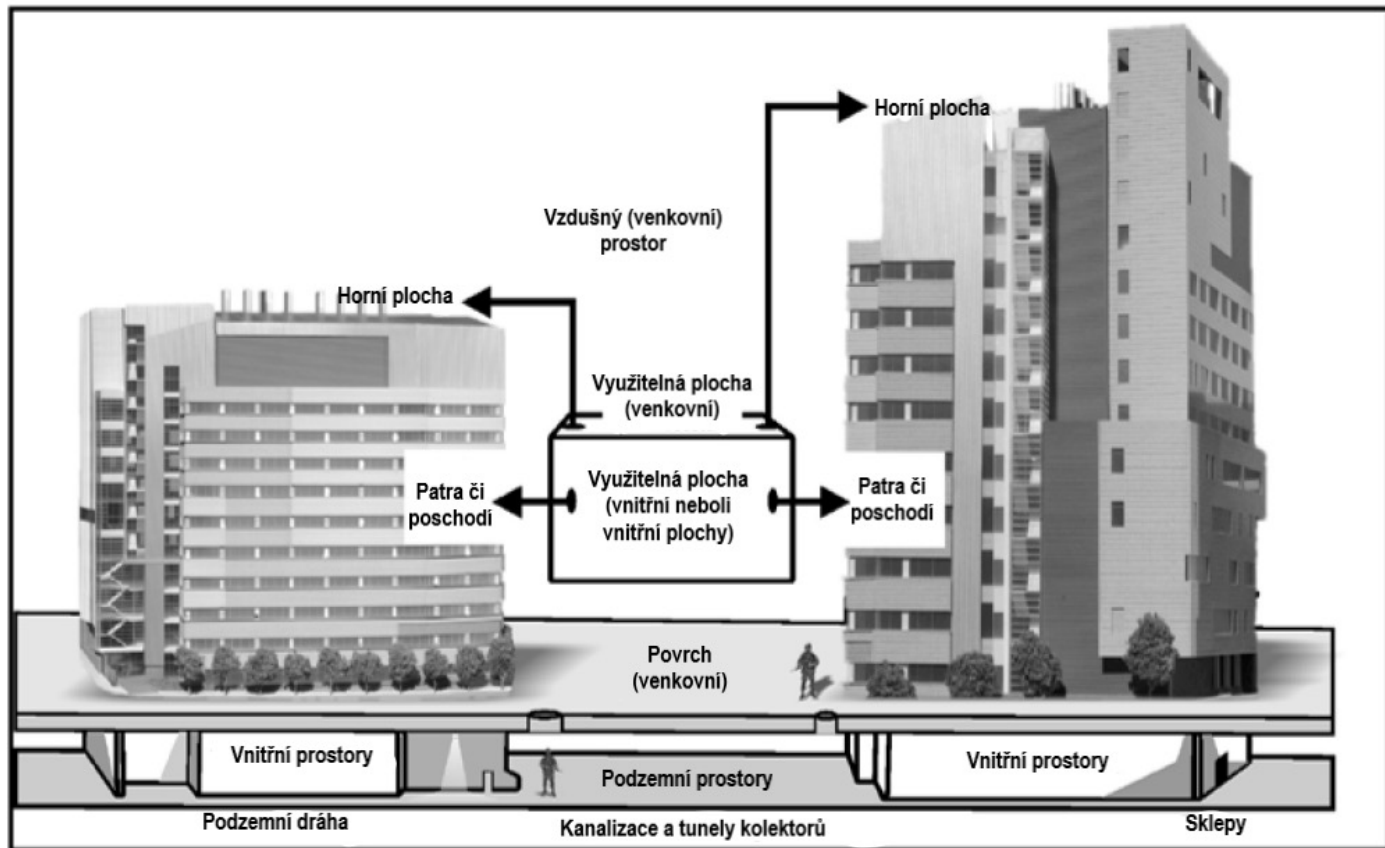 Horní plocha
Vzdušný (venkovní)
prostor
Horní plocha
Využitelná plocha
(venkovní)
Patra či
poschodí
Využitelná plocha
(vnitřní neboli
vnitřní plochy)
Patra či
poschodí
Povrch
(venkovní)
Vnitřní prostory
Podzemní prostory
Vnitřní prostory
Podzemní dráha
Kanalizace a tunely kolektorů
Sklepy